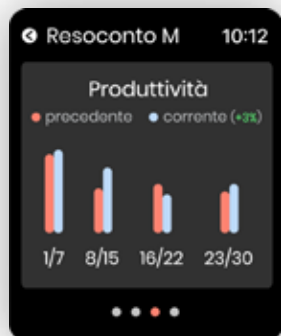 Resoconto M 10:12
Produttività
precedente corrente (+3%)
1/7 8/15 16/22 23/30